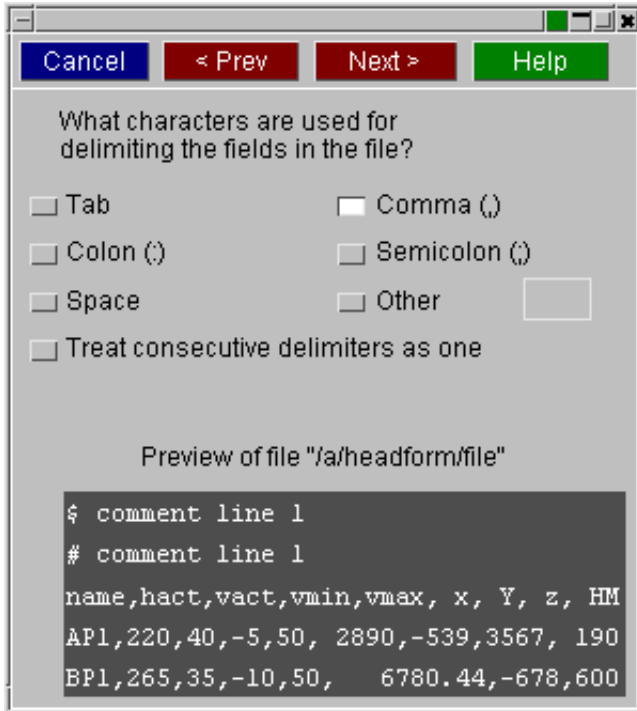 Cancel < Prev Next > Help
What characters are used for
delimiting the fields in the file?
Tab Comma (,)
Colon (:) Semicolon (;)
Space Other
Treat consecutive delimiters as one
Preview of file "/a/headform/file"
$ comment line 1
# comment line 1
name,hact,vact,vmin,vmax, x, Y, z, HM
AP1,220,40,-5,50, 2890,-539,3567, 190
BP1,265,35,-10,50, 6780.44,-678,600